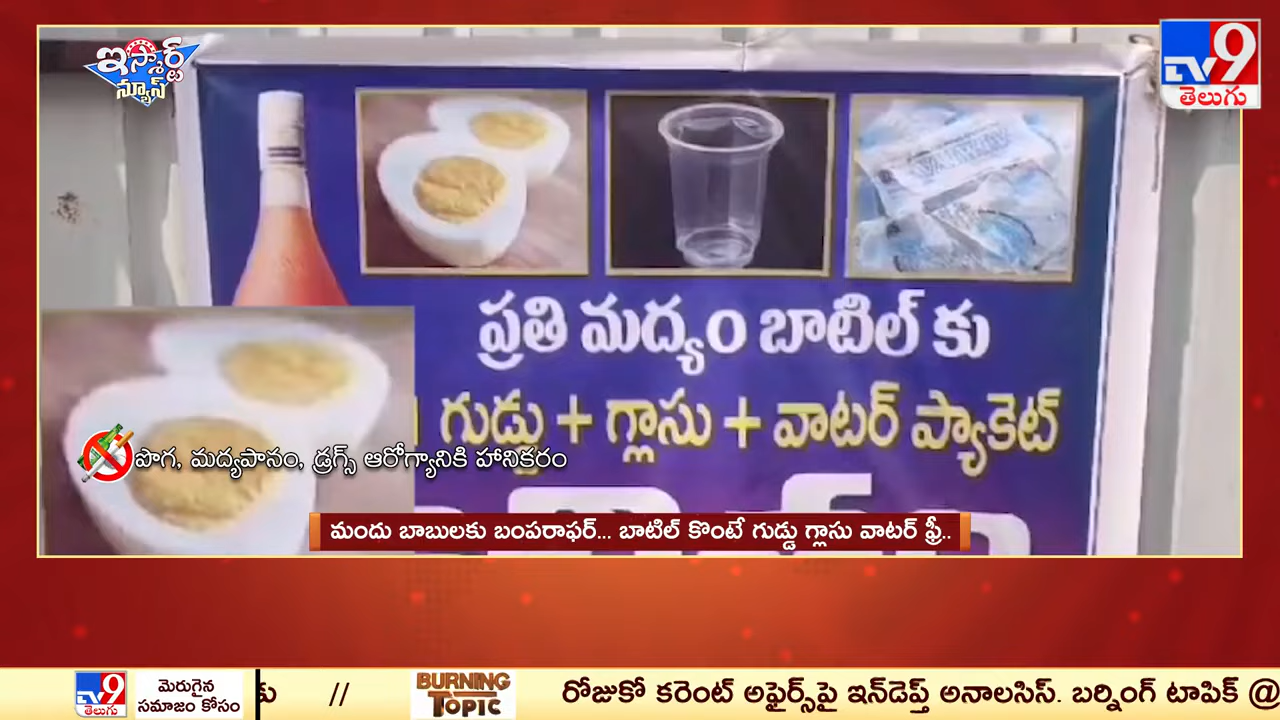 ఇస్మార్ట్
న్యూస్
TV9
తెలుగు
ప్రతి మద్యం బాటిల్ కు
1 గుడ్డు + గ్లాసు + వాటర్ ప్యాకెట్
పొగ, మద్యపానం, డ్రగ్స్ ఆరోగ్యానికి హానికరం
మందు బాబులకు బంపరాఫర్... బాటిల్ కొంటే గుడ్డు గ్లాసు వాటర్ ఫ్రీ..
TV9
తెలుగు
మెరుగైన
సమాజం కోసం
కు // BURNING TOPIC రోజుకో కరెంట్ అఫైర్స్‌పై ఇన్‌డెప్త్ అనాలసిస్. బర్నింగ్ టాపిక్ @